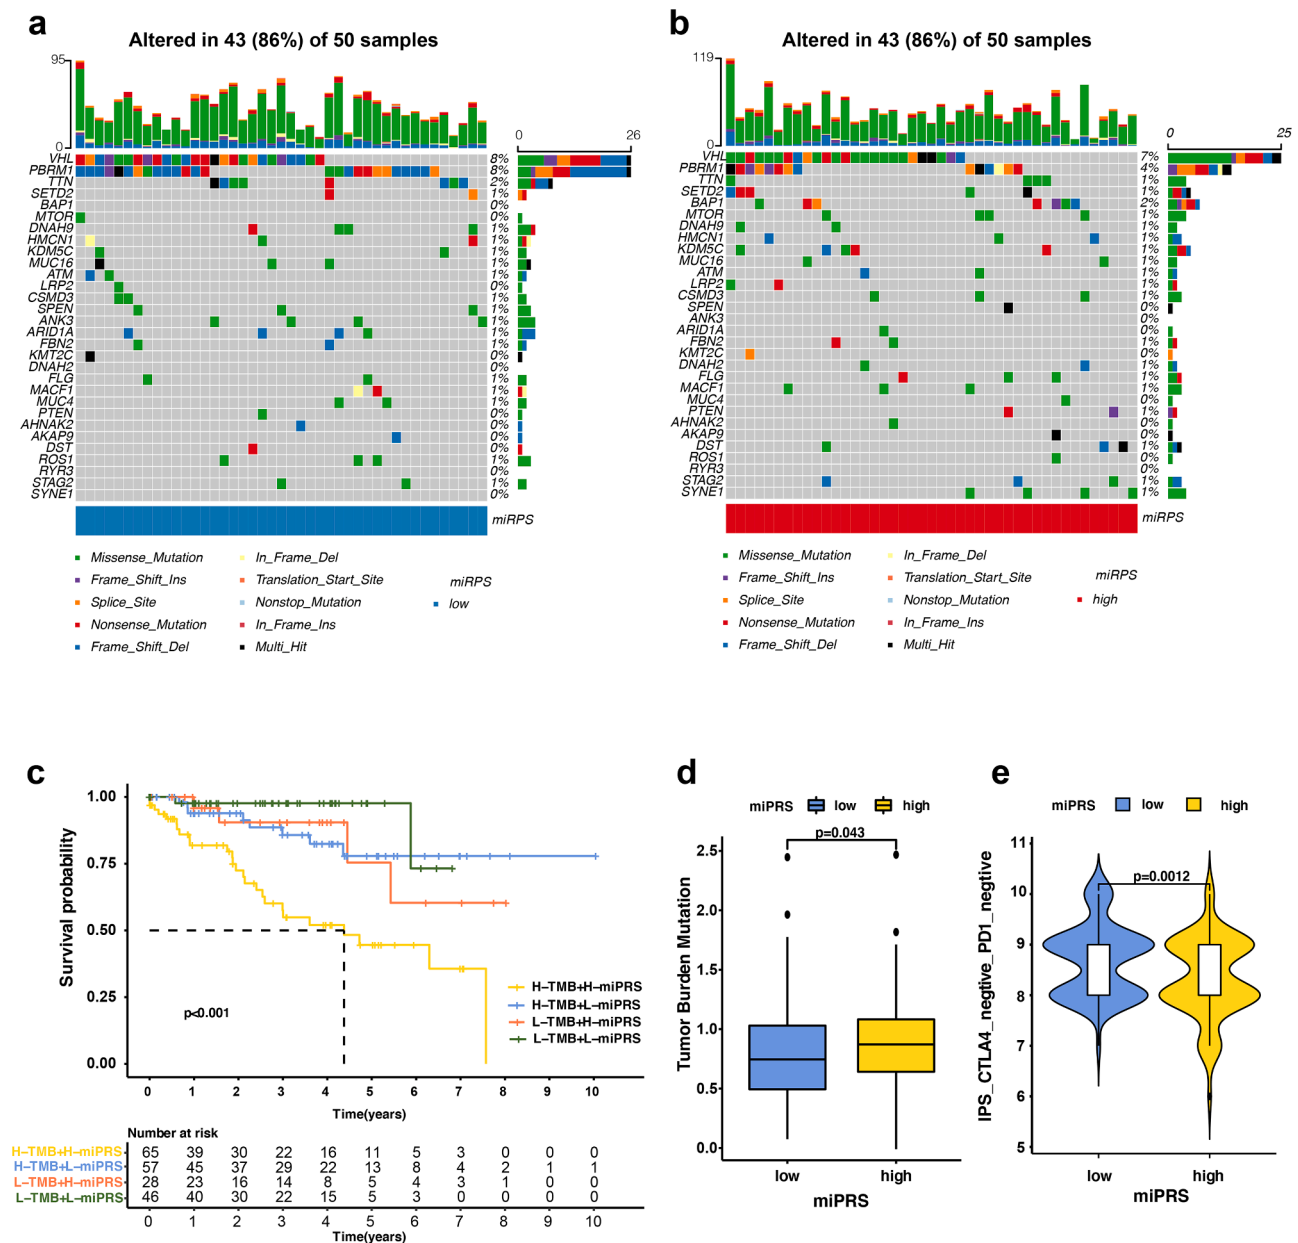 a
Altered in 43 (86%) of 50 samples
95
0
0 26
VHL 8%
PBRM1 8%
TTN 2%
SETD2 1%
BAP1 0%
MTOR 0%
DNAH9 1%
HMCN1 1%
KDM5C 1%
MUC16 1%
ATM 1%
LRP2 0%
CSMD3 1%
SPEN 1%
ANK3 1%
ARID1A 1%
FBN2 1%
KMT2C 0%
DNAH2 0%
FLG 1%
MACF1 1%
MUC4 1%
PTEN 0%
AHNAK2 0%
AKAP9 0%
DST 0%
ROS1 1%
RYR3 0%
STAG2 1%
SYNE1 0%
miRPS
Missense_Mutation
Frame_Shift_Ins
Splice_Site
Nonsense_Mutation
Frame_Shift_Del
In_Frame_Del
Translation_Start_Site
Nonstop_Mutation
In_Frame_Ins
Multi_Hit
miRPS
low
b
Altered in 43 (86%) of 50 samples
119
0
0 25
VHL 7%
PBRM1 4%
TTN 1%
SETD2 1%
BAP1 2%
MTOR 1%
DNAH9 1%
HMCN1 1%
KDM5C 1%
MUC16 1%
ATM 1%
LRP2 1%
CSMD3 1%
SPEN 0%
ANK3 0%
ARID1A 0%
FBN2 1%
KMT2C 0%
DNAH2 1%
FLG 1%
MACF1 1%
MUC4 0%
PTEN 1%
AHNAK2 0%
AKAP9 0%
DST 1%
ROS1 0%
RYR3 0%
STAG2 1%
SYNE1 1%
miRPS
Missense_Mutation
Frame_Shift_Ins
Splice_Site
Nonsense_Mutation
Frame_Shift_Del
In_Frame_Del
Translation_Start_Site
Nonstop_Mutation
In_Frame_Ins
Multi_Hit
miRPS
high
c
Survival probability
1.00
0.75
0.50
0.25
0.00
p<0.001
H–TMB+H–miPRS
H–TMB+L–miPRS
L–TMB+H–miPRS
L–TMB+L–miPRS
0 1 2 3 4 5 6 7 8 9 10
Time(years)
Number at risk
H–TMB+H–miPRS 65 39 30 22 16 11 5 3 0 0 0
H–TMB+L–miPRS 57 45 37 29 22 13 8 4 2 1 1
L–TMB+H–miPRS 28 23 16 14 8 5 4 3 1 0 0
L–TMB+L–miPRS 46 40 30 22 15 5 3 0 0 0 0
0 1 2 3 4 5 6 7 8 9 10
Time(years)
d
miPRS low high
p=0.043
Tumor Burden Mutation
2.5
2.0
1.5
1.0
0.5
0.0
low high
miPRS
e
miPRS low high
p=0.0012
IPS_CTLA4_negtive_PD1_negtive
11
10
9
8
7
6
5
low high
miPRS